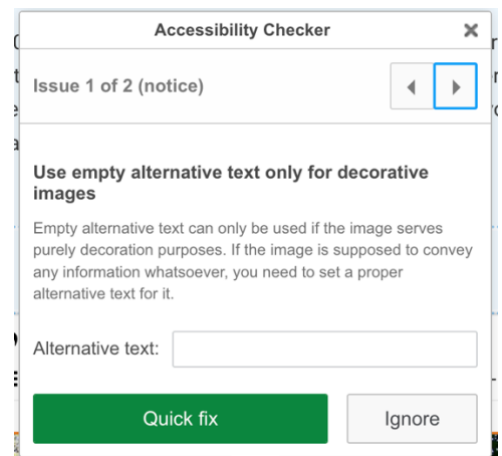 Accessibility Checker
Issue 1 of 2 (notice)
Use empty alternative text only for decorative
images
Empty alternative text can only be used if the image serves
purely decoration purposes. If the image is supposed to convey
any information whatsoever, you need to set a proper
alternative text for it.
Alternative text:
Quick fix
Ignore